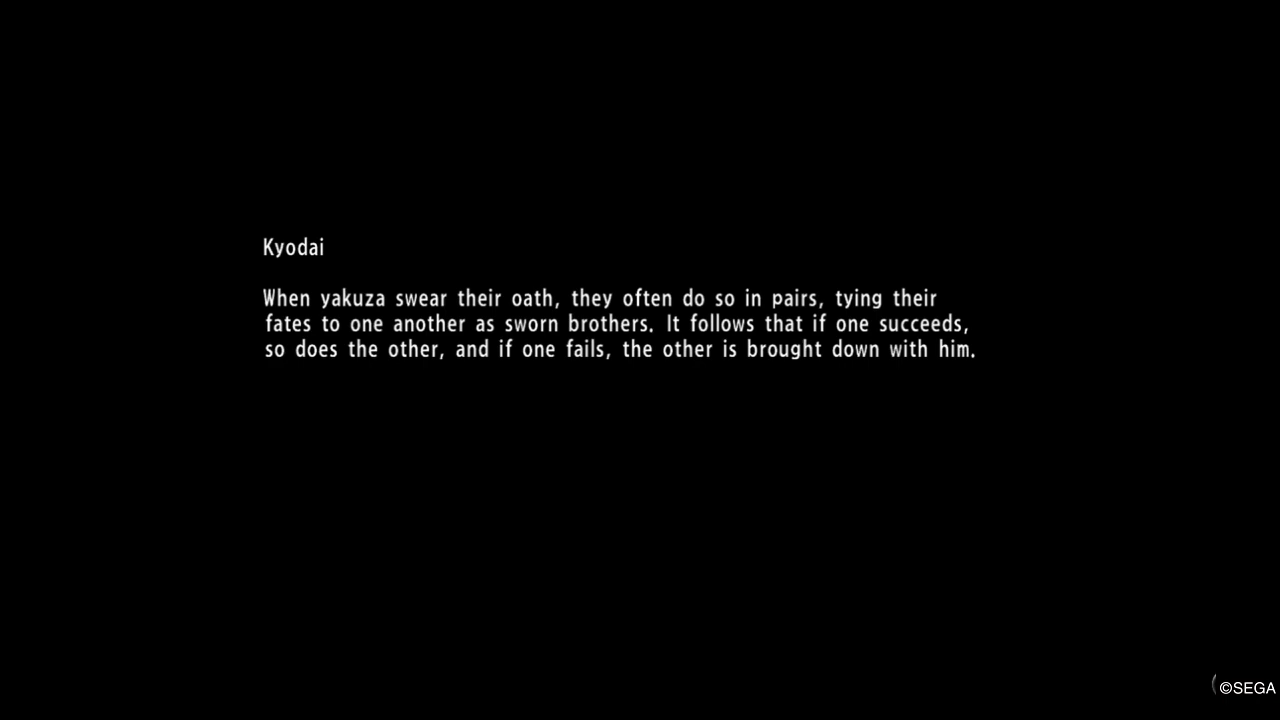 Kyodai
When yakuza swear their oath, they often do so in pairs, tying their
fates to one another as sworn brothers. It follows that if one succeeds,
so does the other, and if one fails, the other is brought down with him.
©SEGA